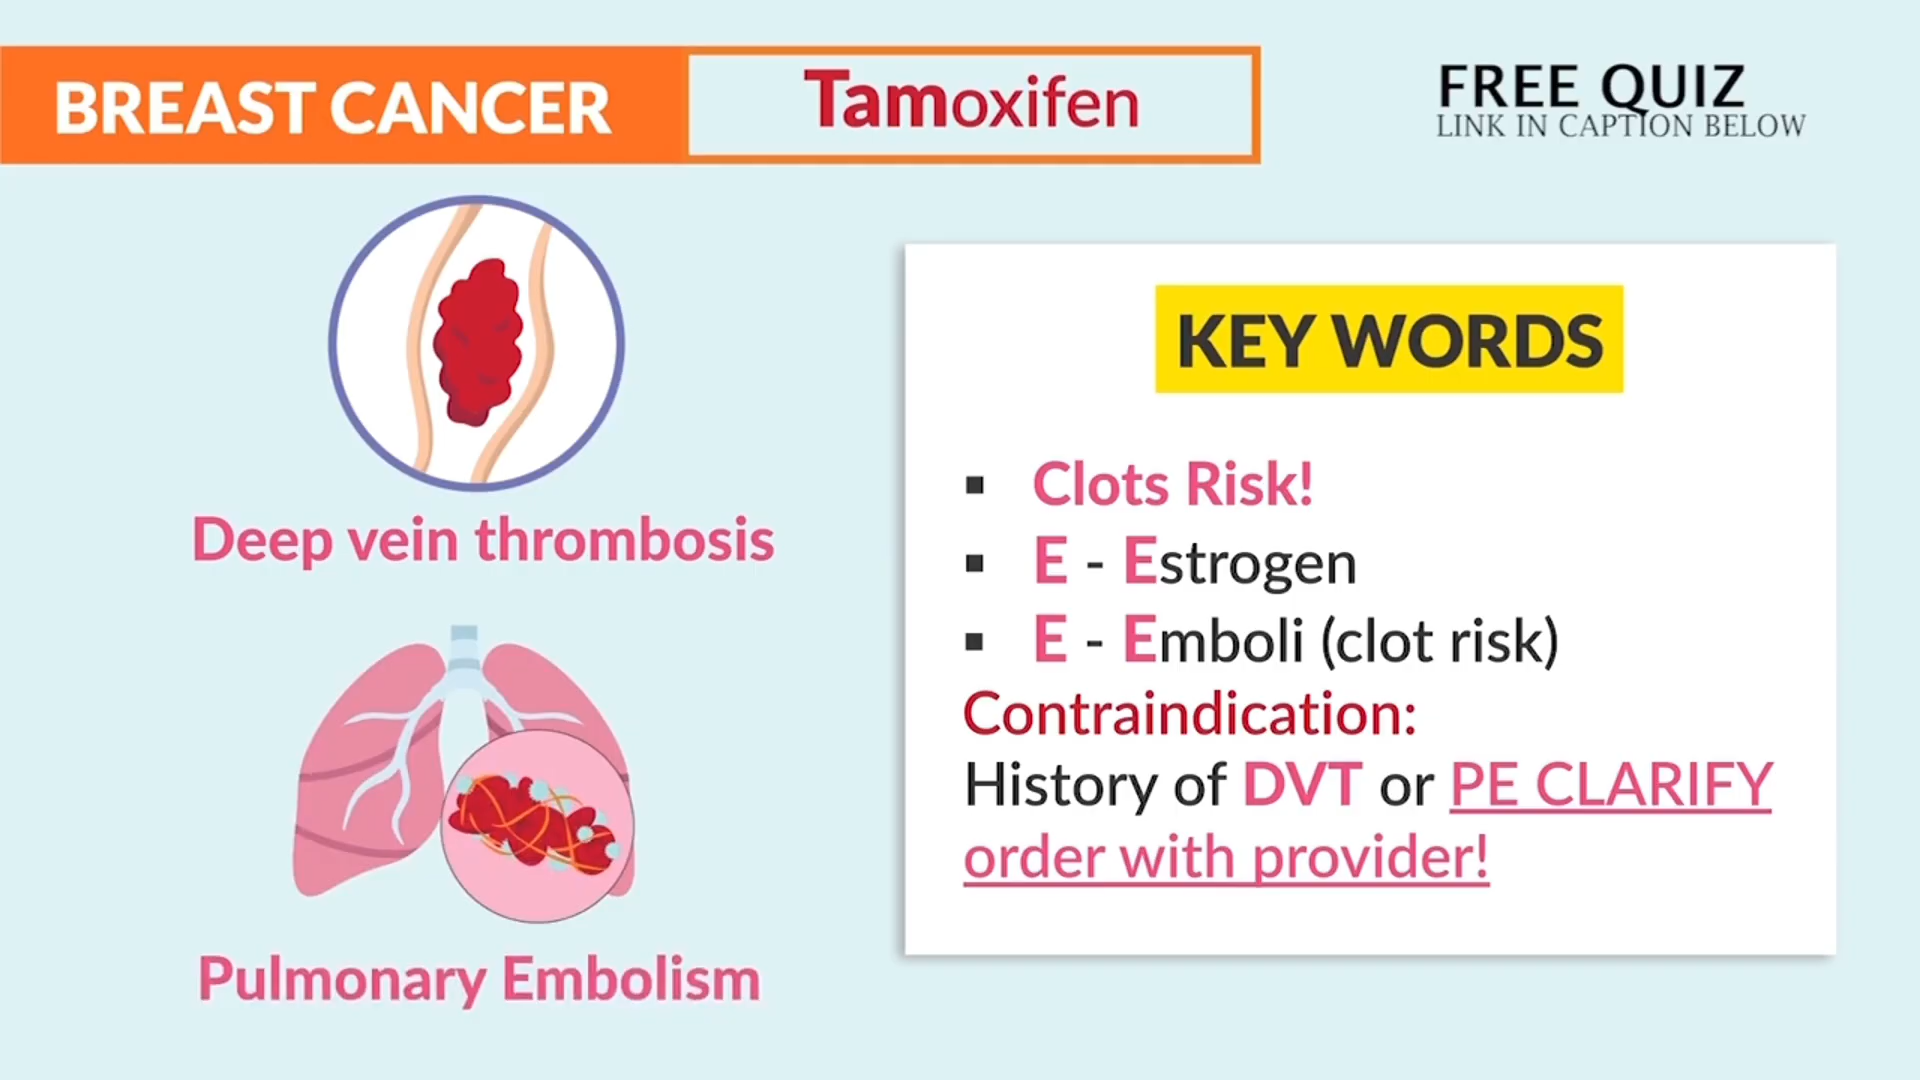 BREAST CANCER
Tamoxifen
FREE QUIZ
LINK IN CAPTION BELOW
Deep vein thrombosis
Pulmonary Embolism
KEY WORDS
▪ Clots Risk!
▪ E - Estrogen
▪ E - Emboli (clot risk)
Contraindication:
History of DVT or PE CLARIFY
order with provider!